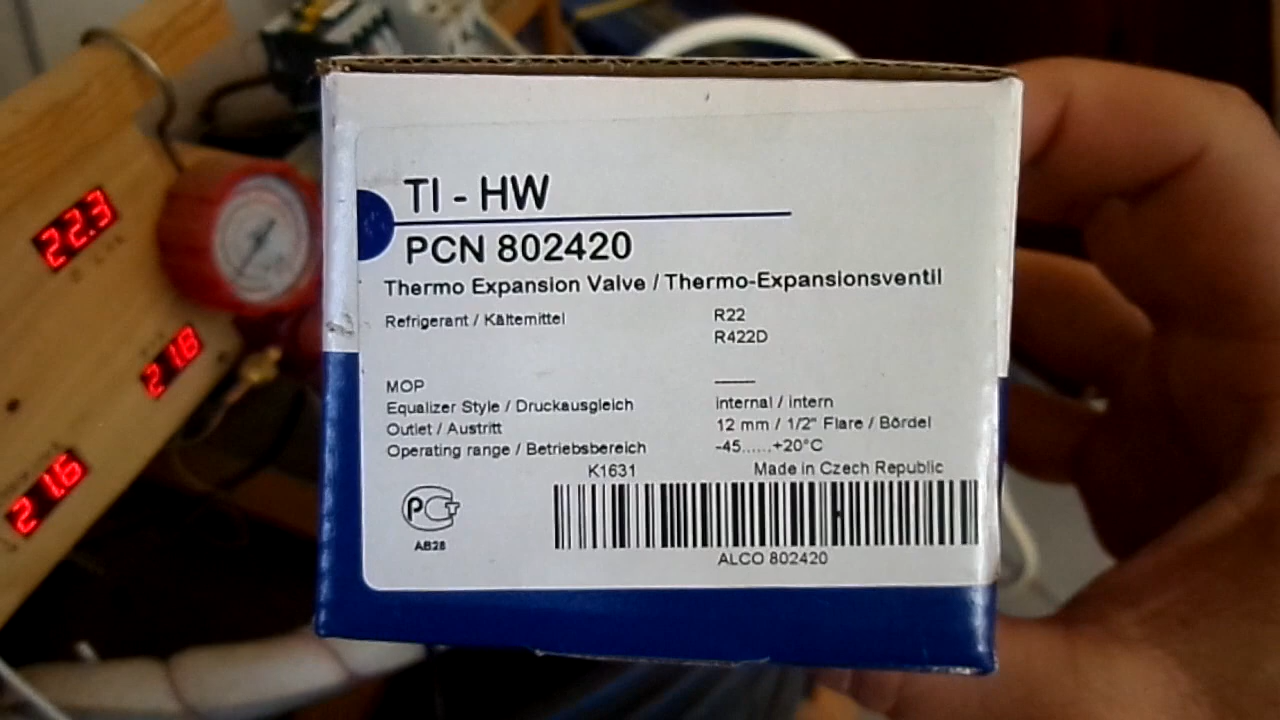 TI - HW
PCN 802420
Thermo Expansion Valve / Thermo-Expansionsventil
Refrigerant / Kältemittel R22
R422D
MOP ——
Equalizer Style / Druckausgleich internal / intern
Outlet / Austritt 12 mm / 1/2" Flare / Bördel
Operating range / Betriebsbereich -45......+20°C
K1631 Made in Czech Republic
PCT
AB28
ALCO 802420
22.3
21.8
21.6